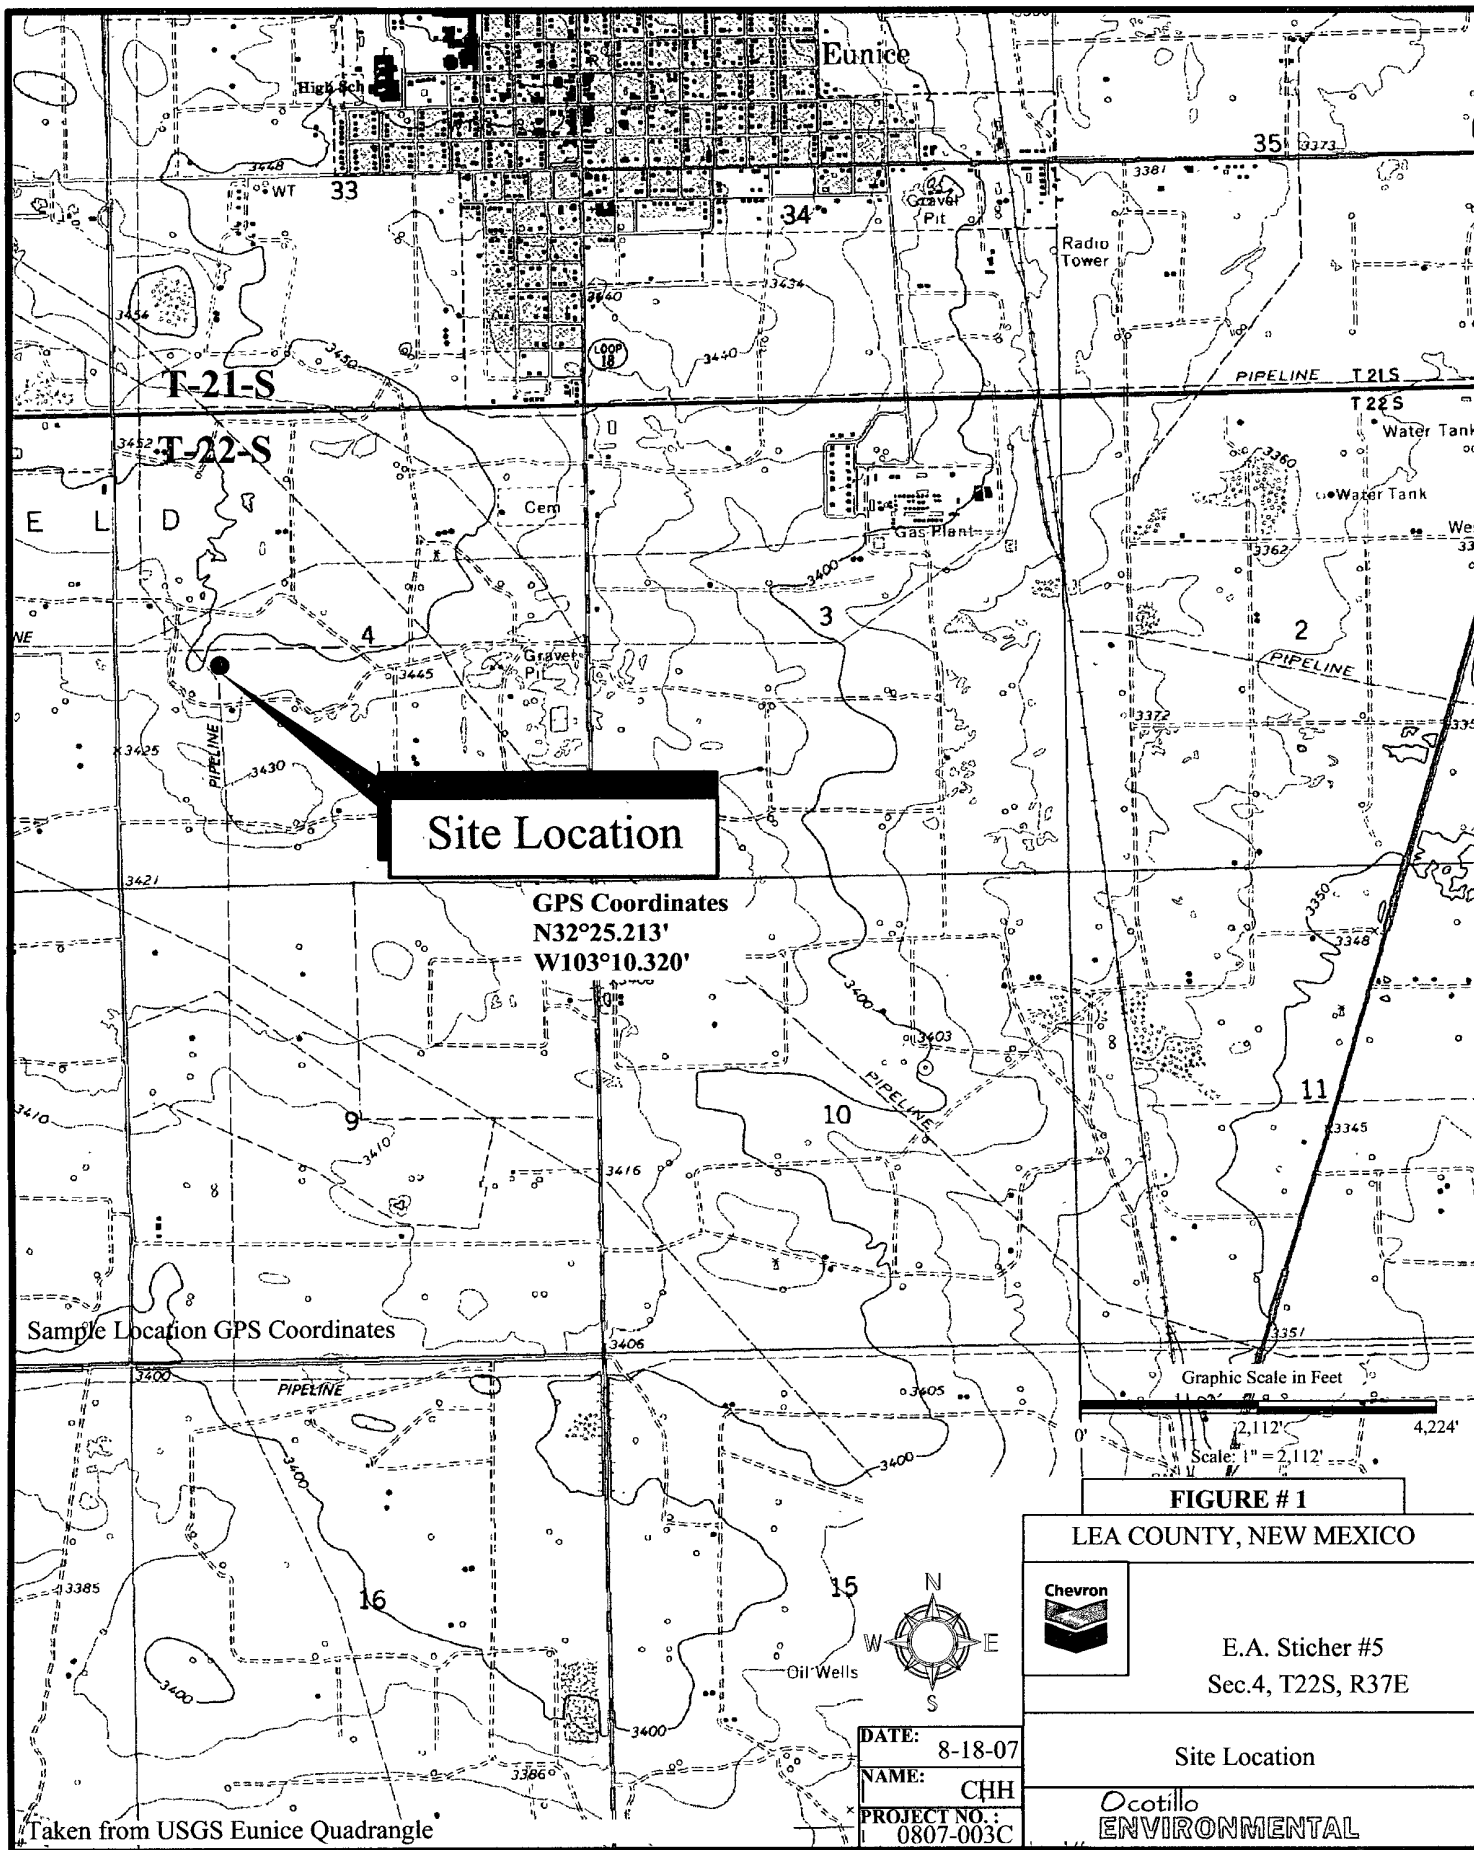 Eunice
High Sch
3448
WT
33
34
35
3373
3381
Gravel
Pit
Radio
Tower
3454
3450
3440
3434
LOOP
18
3440
T-21-S
PIPELINE
T 21 S
T 22 S
3452
T-22-S
Water Tank
3360
Water Tank
E L D
Cem
Gas Plant
3362
3400
3
4
2
NE
Gravel
Pit
3445
PIPELINE
3372
3425
PIPELINE
3430
Site Location
3421
GPS Coordinates
N32°25.213'
W103°10.320'
3350
3348
3400
3403
PIPELINE
3410
9
10
11
3410
3345
3416
Sample Location GPS Coordinates
3406
3351
3400
PIPELINE
3405
Graphic Scale in Feet
0'
2,112'
4,224'
Scale: 1" = 2,112'
3400
3400
FIGURE # 1
LEA COUNTY, NEW MEXICO
3385
16
15
Chevron
N
W
E
S
E.A. Sticher #5
Sec.4, T22S, R37E
Oil Wells
3400
3400
DATE:
8-18-07
Site Location
NAME:
CHH
3386
PROJECT NO.:
0807-003C
Ocotillo
ENVIRONMENTAL
Taken from USGS Eunice Quadrangle